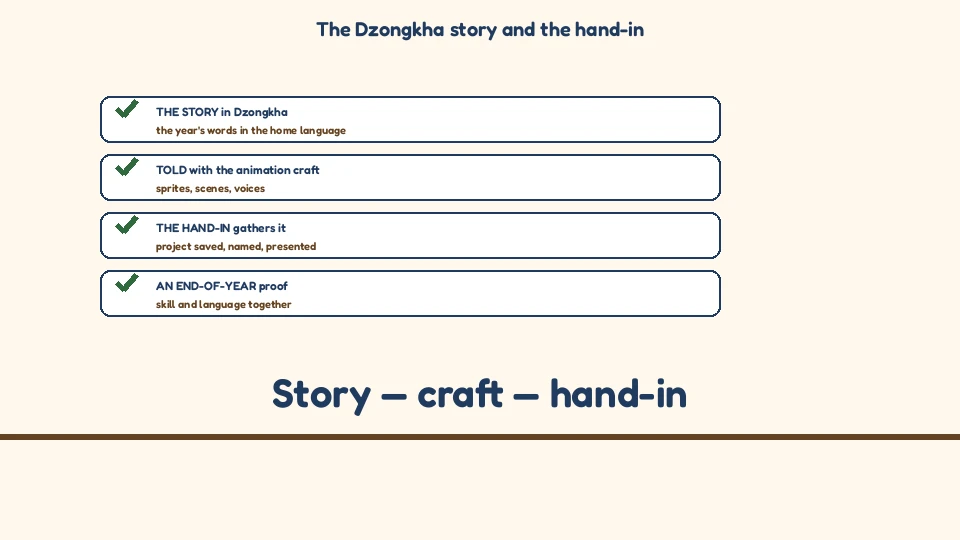 The Dzongkha story and the hand-in
THE STORY in Dzongkha
the year's words in the home language
TOLD with the animation craft
sprites, scenes, voices
THE HAND-IN gathers it
project saved, named, presented
AN END-OF-YEAR proof
skill and language together
Story — craft — hand-in